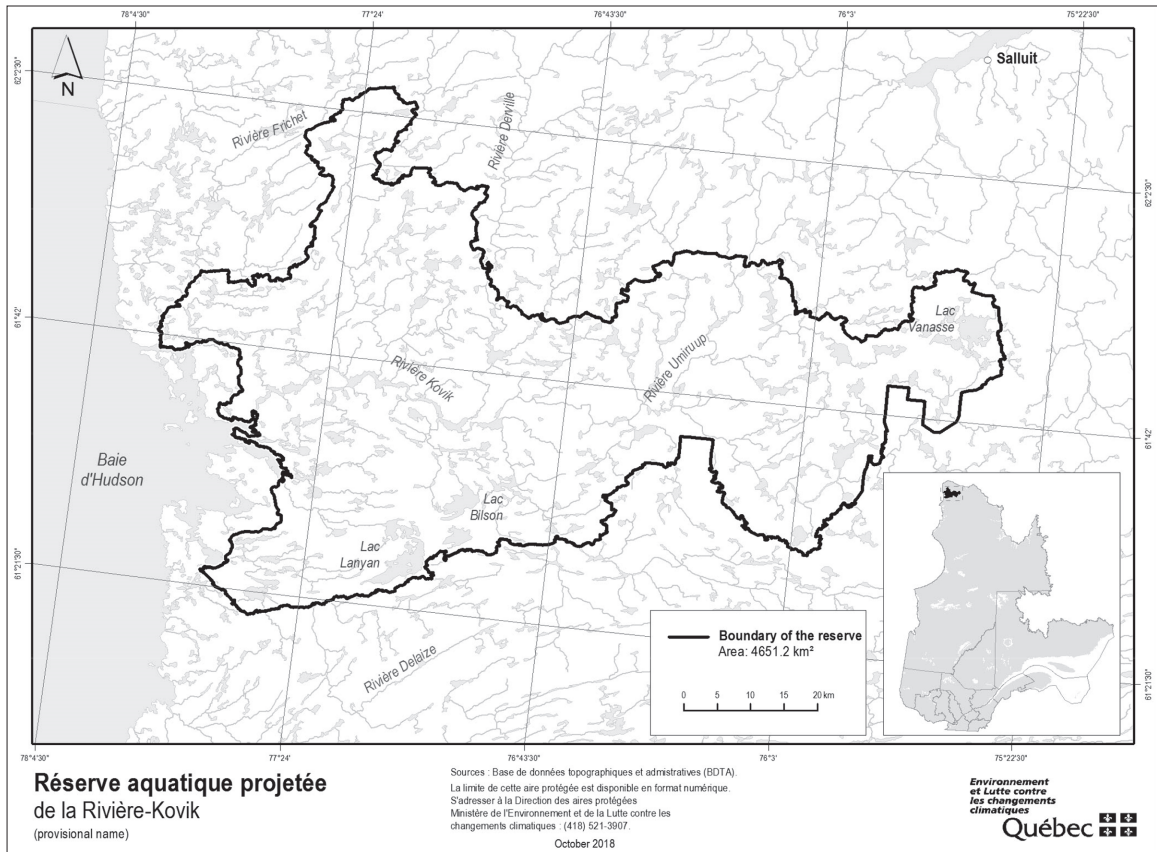 78°4'30"
77°24'
76°43'30"
76°3'
75°22'30"
62°2'30"
N
Salluit
Rivière Frichet
Rivière Derville
62°2'30"
61°42'
Lac
Vanasse
Rivière Kovik
Rivière Umiruup
61°42'
Baie
d'Hudson
Lac
Bilson
Lac
Lanyan
61°21'30"
Rivière Delaize
Boundary of the reserve
Area: 4651.2 km²
0 5 10 15 20 km
61°21'30"
78°4'30"
77°24'
76°43'30"
76°3'
75°22'30"
Réserve aquatique projetée
de la Rivière-Kovik
(provisional name)
Sources : Base de données topographiques et admistratives (BDTA).
La limite de cette aire protégée est disponible en format numérique.
S'adresser à la Direction des aires protégées
Ministère de l'Environnement et de la Lutte contre les
changements climatiques : (418) 521-3907.
October 2018
Environnement
et Lutte contre
les changements
climatiques
Québec